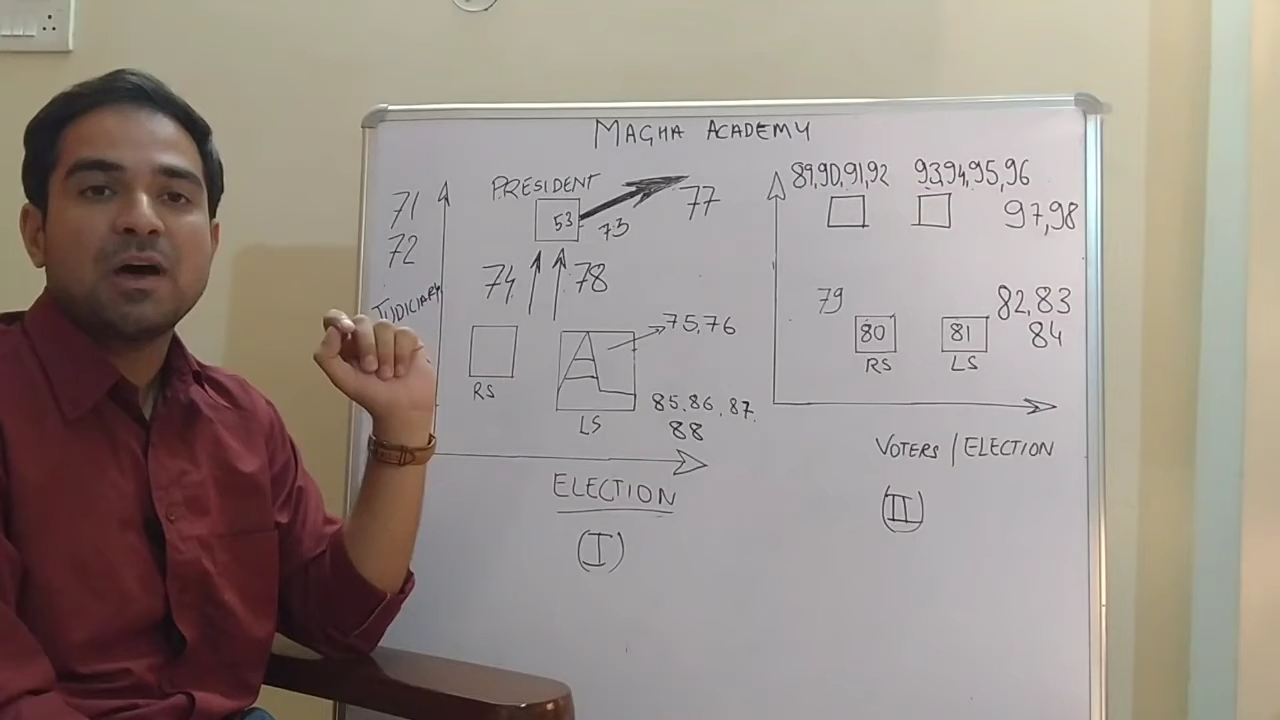 MAGHA ACADEMY
71
72
JUDICIARY
PRESIDENT
53
73
77
74
78
RS
75,76
LS
85,86,87
88
ELECTION
(I)
89,90,91,92
93,94,95,96
97,98
79
80
RS
81
LS
82,83
84
VOTERS / ELECTION
(II)